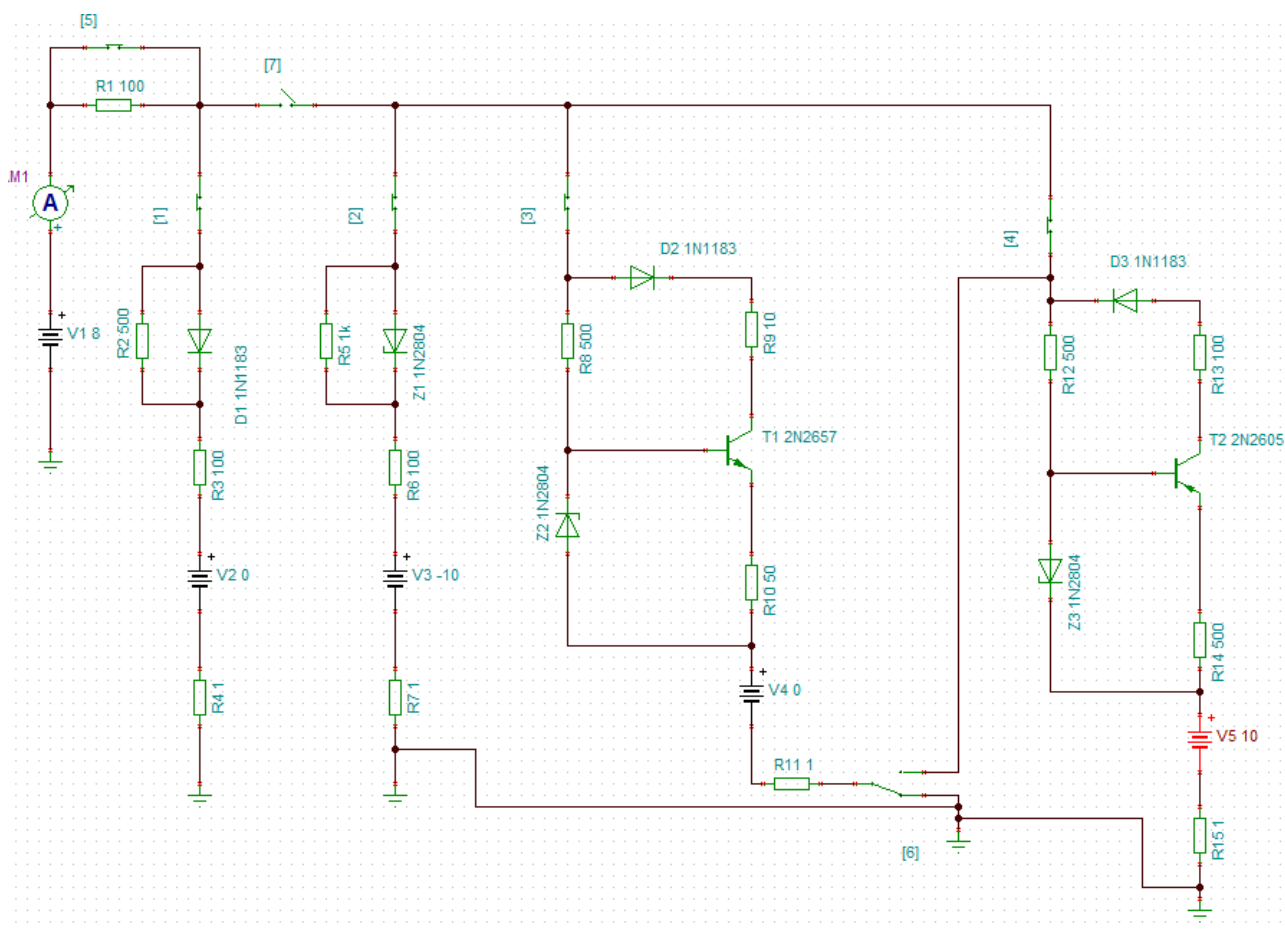 [5]
R1 100
[7]
.M1
A
+
[1]
[2]
[3]
[4]
D2 1N1183
D3 1N1183
+
V1 8
R2 500
D1 1N1183
R5 1k
Z1 1N2804
R8 500
R9 10
R12 500
R13 100
T1 2N2657
T2 2N2605
R3 100
R6 100
Z2 1N2804
+
V2 0
+
V3 -10
R10 50
Z3 1N2804
R14 500
R4 1
R7 1
+
V4 0
+
V5 10
R11 1
R15 1
[6]